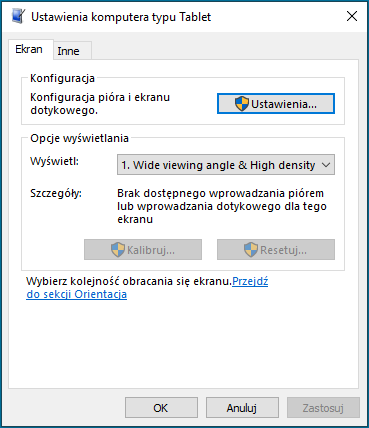 Ustawienia komputera typu Tablet
Ekran
Inne
Konfiguracja
Konfiguracja pióra i ekranu
dotykowego.
Ustawienia...
Opcje wyświetlania
Wyświetl:
1. Wide viewing angle & High density
Szczegóły:
Brak dostępnego wprowadzania piórem
lub wprowadzania dotykowego dla tego
ekranu
Kalibruj...
Resetuj...
Wybierz kolejność obracania się ekranu.Przejdź
do sekcji Orientacja
OK
Anuluj
Zastosuj